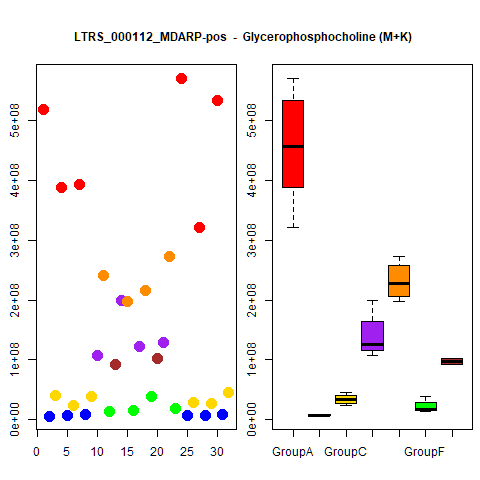 LTRS_000112_MDARP-pos - Glycerophosphocholine (M+K)
5e+08
4e+08
3e+08
2e+08
1e+08
0e+00
0 5 10 15 20 25 30
5e+08
4e+08
3e+08
2e+08
1e+08
0e+00
GroupA GroupC GroupF